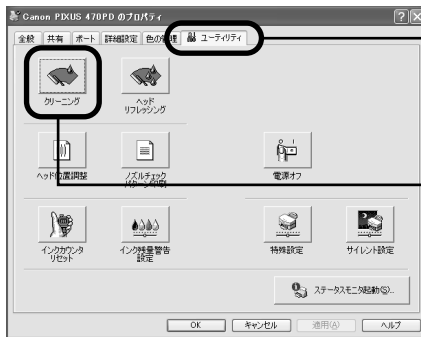 Canon PIXUS 470PD のプロパティ
全般 共有 ポート 詳細設定 色の管理 ユーティリティ
クリーニング
ヘッド
リフレッシング
ヘッド位置調整
ノズルチェック
パターン印刷
電源オフ
インクカウンタ
リセット
インク残量警告
設定
特殊設定
サイレント設定
ステータスモニタ起動(S)...
OK キャンセル 適用(A) ヘルプ